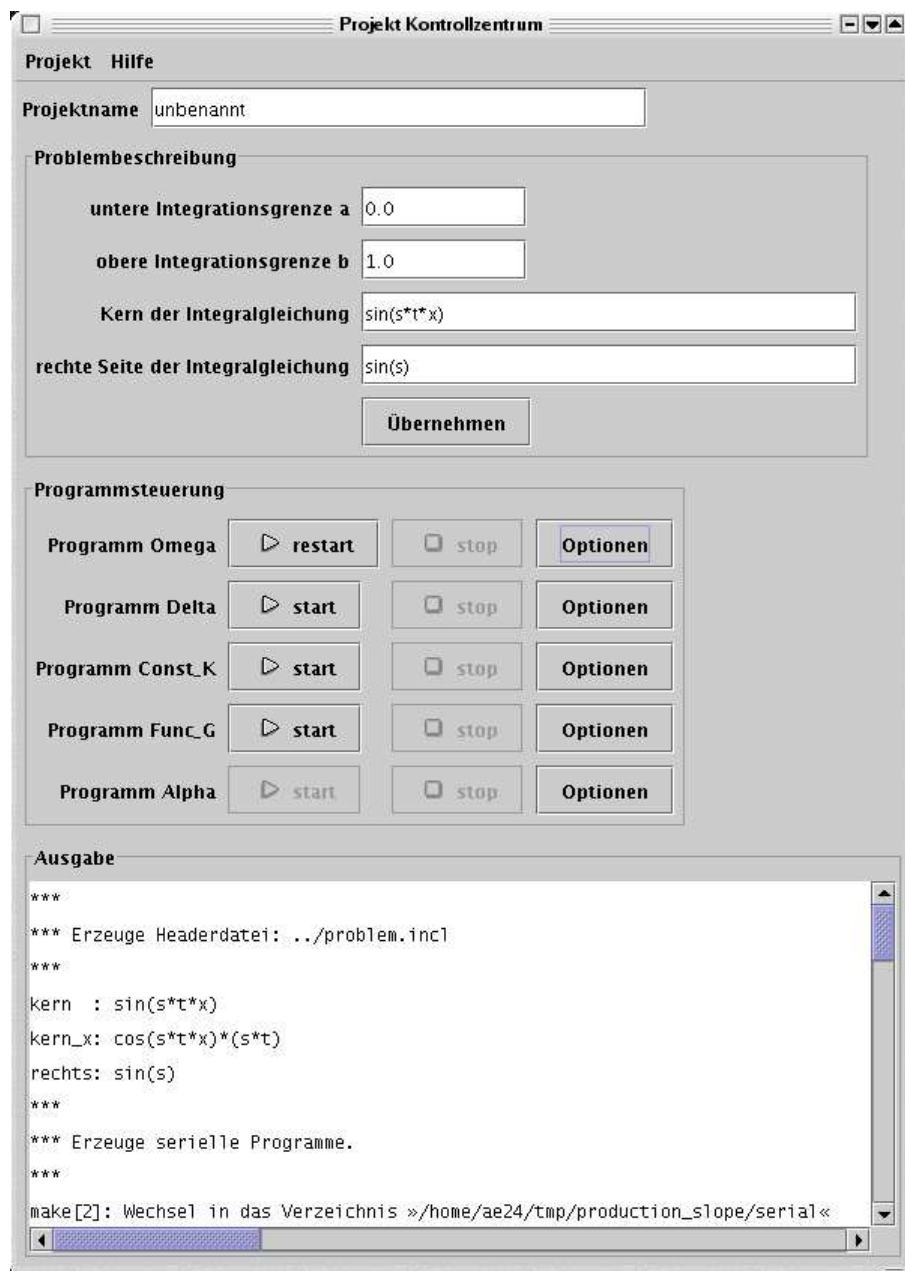 Projekt Kontrollzentrum
Projekt Hilfe
Projektname unbenannt
Problembeschreibung
untere Integrationsgrenze a 0.0
obere Integrationsgrenze b 1.0
Kern der Integralgleichung sin(s*t*x)
rechte Seite der Integralgleichung sin(s)
Übernehmen
Programmsteuerung
Programm Omega restart stop Optionen
Programm Delta start stop Optionen
Programm Const_K start stop Optionen
Programm Func_G start stop Optionen
Programm Alpha start stop Optionen
Ausgabe
***
*** Erzeuge Headerdatei: ../problem.incl
***
kern  : sin(s*t*x)
kern_x: cos(s*t*x)*(s*t)
rechts: sin(s)
***
*** Erzeuge serielle Programme.
***
make[2]: Wechsel in das Verzeichnis »/home/ae24/tmp/production_slope/serial«